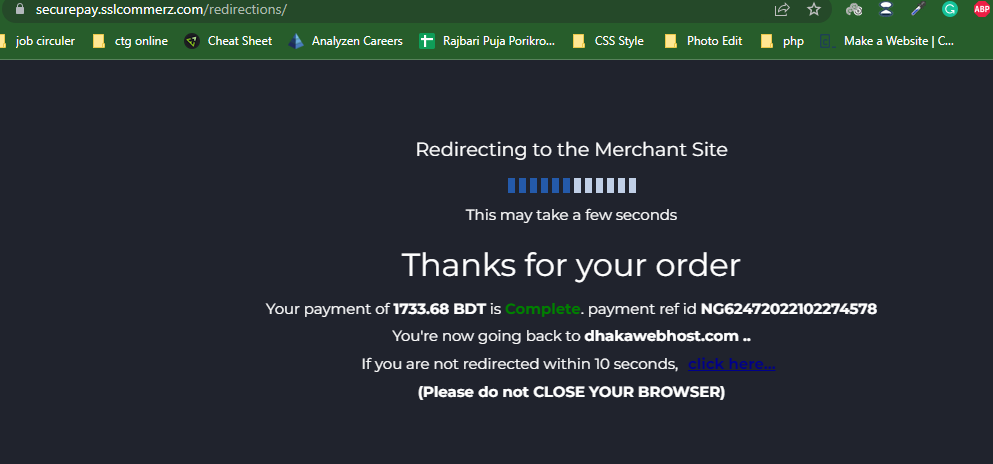 securepay.sslcommerz.com/redirections/
ABP
job circuler ctg online Cheat Sheet Analyzen Careers Rajbari Puja Porikro... CSS Style Photo Edit php Make a Website | C...
Redirecting to the Merchant Site
This may take a few seconds
Thanks for your order
Your payment of 1733.68 BDT is Complete. payment ref id NG62472022102274578
You're now going back to dhakawebhost.com ..
If you are not redirected within 10 seconds, click here...
(Please do not CLOSE YOUR BROWSER)